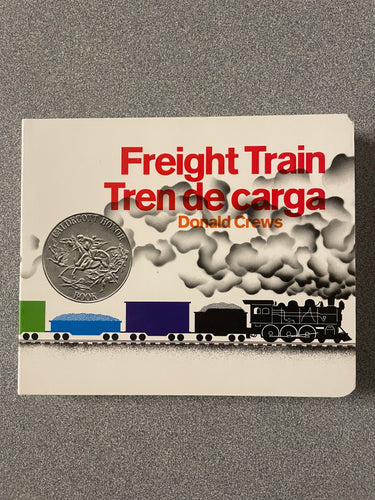 Freight Train
Tren de carga
Donald Crews
CALDECOTT HONOR
BOOK